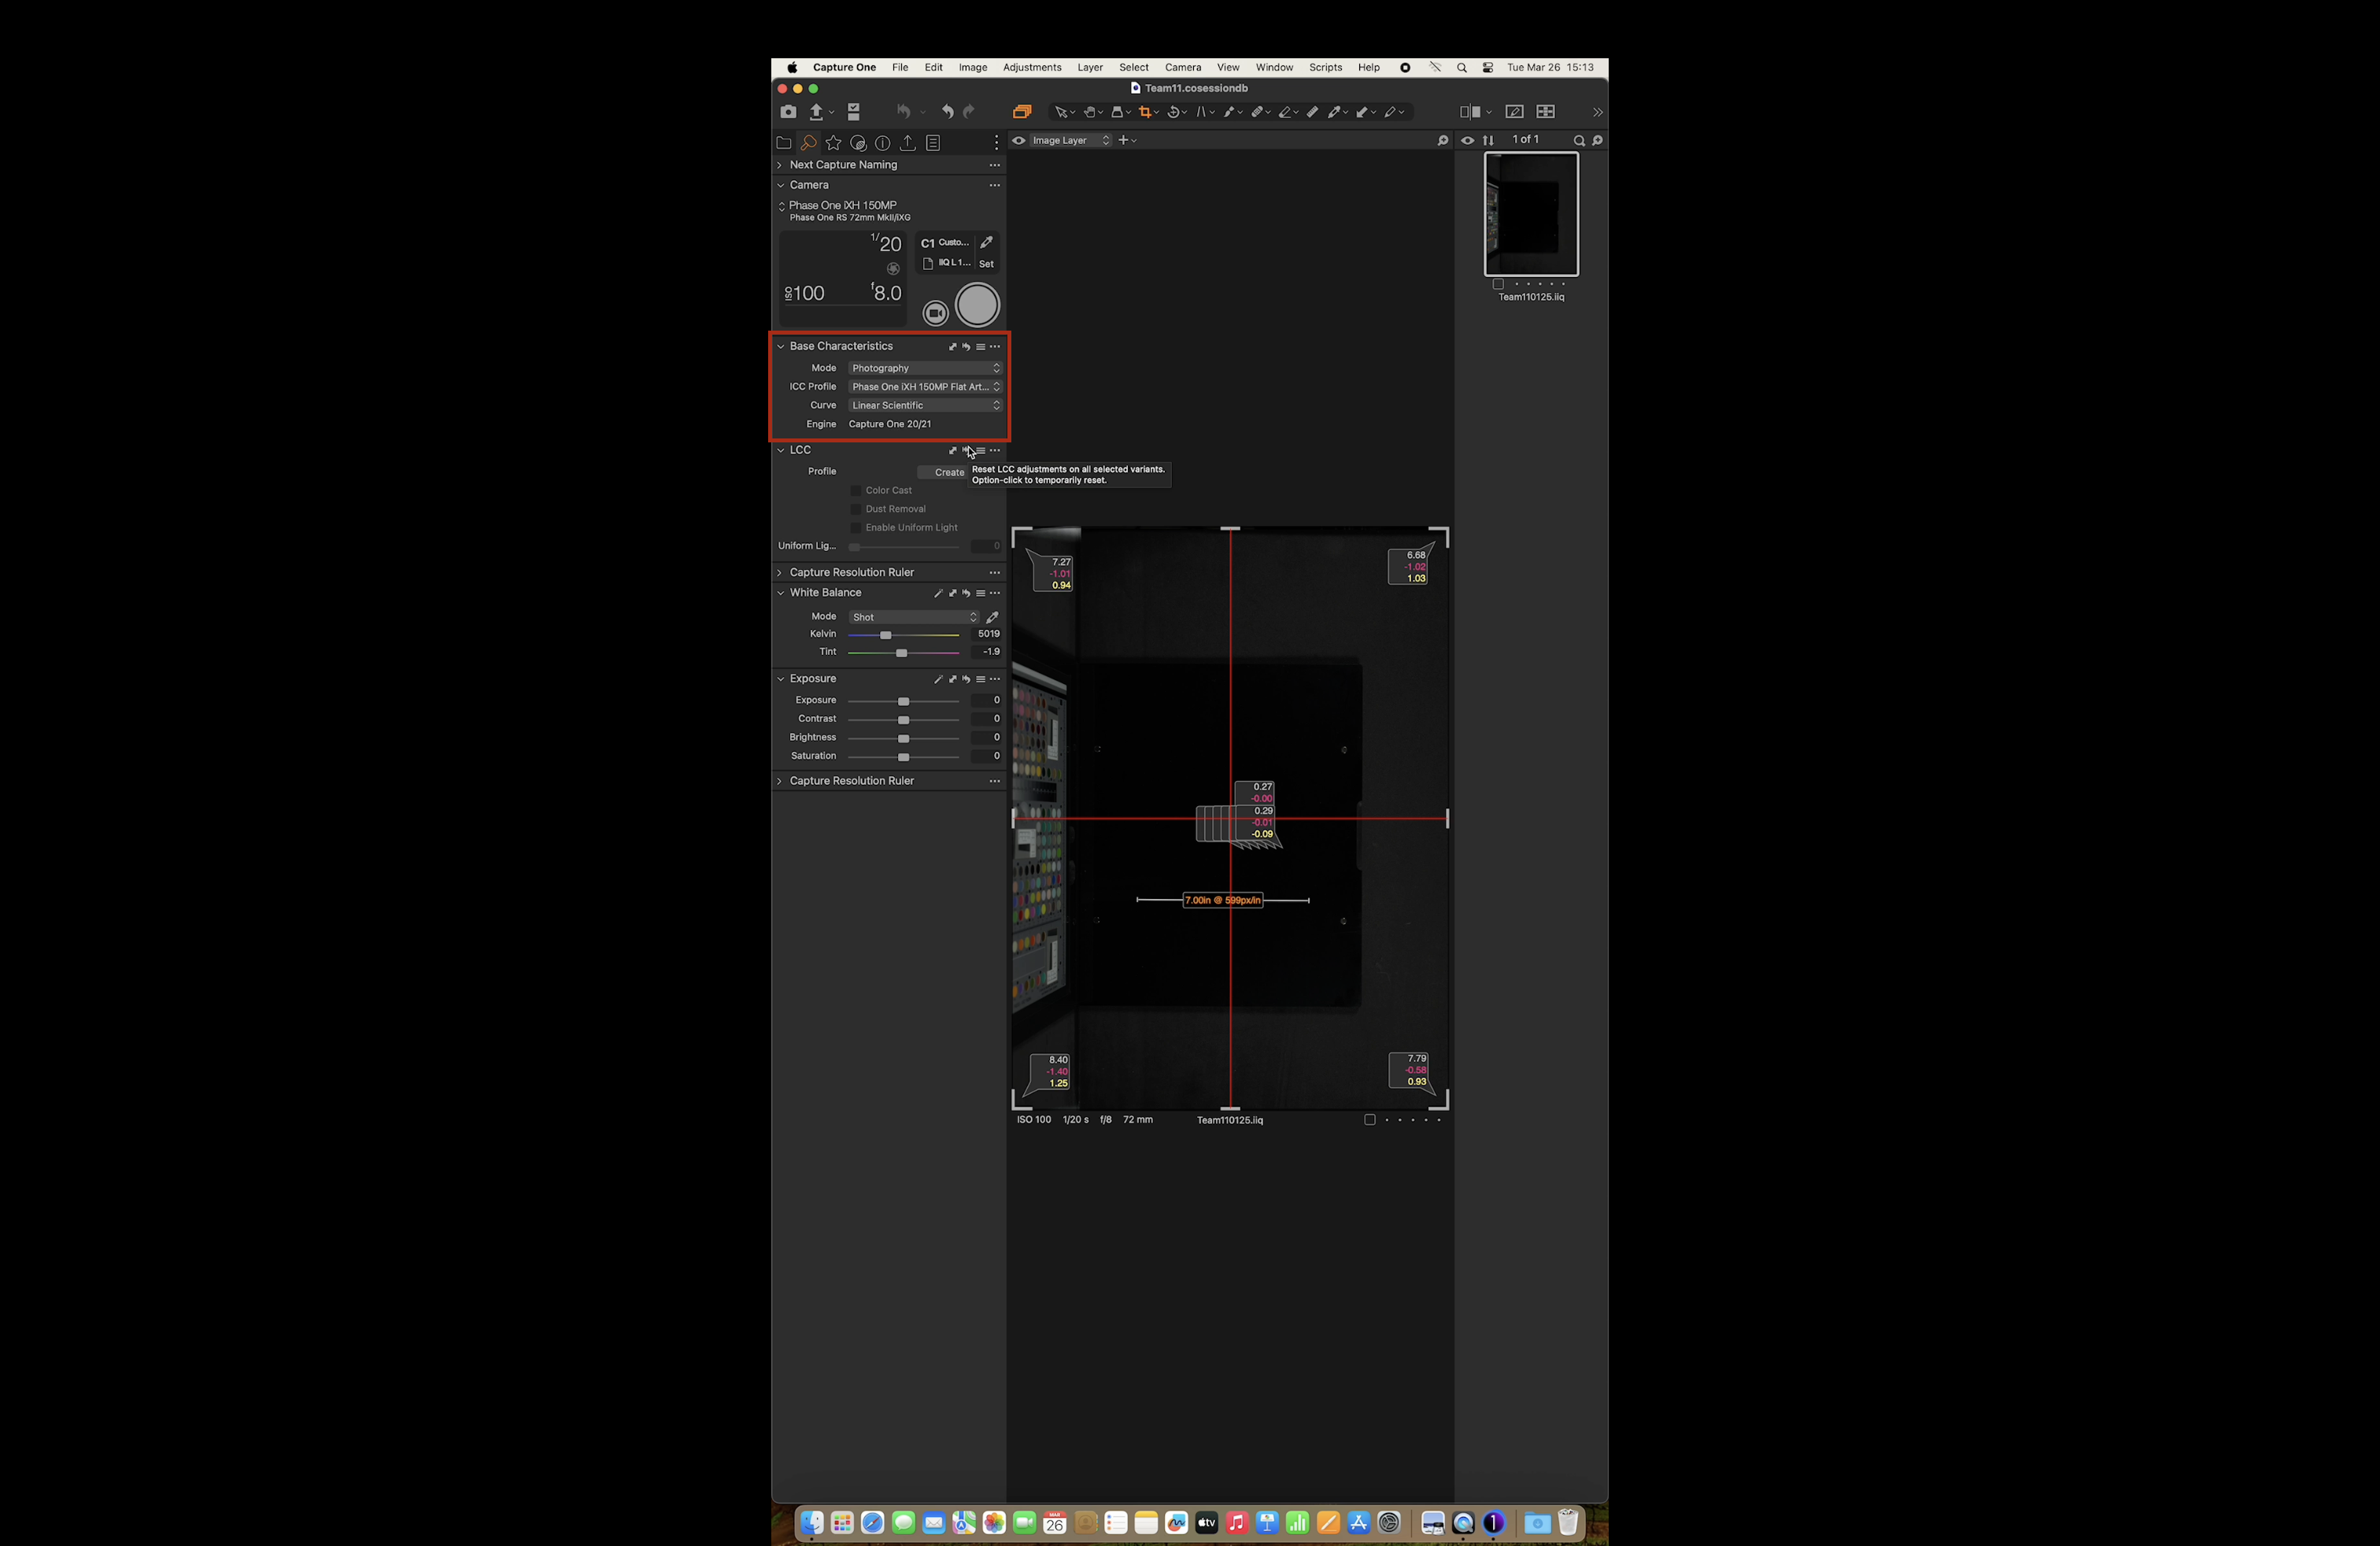 Capture One File Edit Image Adjustments Layer Select Camera View Window Scripts Help Tue Mar 26 15:13
Team11.cosessiondb
Image Layer
1 of 1
Next Capture Naming
Camera
Phase One iXH 150MP
Phase One RS 72mm MkII/iXG
1/20
C1 Custo...
IIQ L 1...
Set
ISO 100
f8.0
Team110125.iiq
Base Characteristics
Mode Photography
ICC Profile Phase One iXH 150MP Flat Art...
Curve Linear Scientific
Engine Capture One 20/21
LCC
Profile Create
Reset LCC adjustments on all selected variants.
Option-click to temporarily reset.
Color Cast
Dust Removal
Enable Uniform Light
Uniform Lig... 0
Capture Resolution Ruler
White Balance
Mode Shot
Kelvin 5019
Tint -1.9
Exposure
Exposure 0
Contrast 0
Brightness 0
Saturation 0
Capture Resolution Ruler
7.27
-1.01
0.94
6.68
-1.02
1.03
0.27
-0.00
0.29
-0.01
-0.09
7.00in @ 599px/in
8.40
-1.40
1.25
7.79
-0.58
0.93
ISO 100 1/20 s f/8 72 mm Team110125.iiq
MAR
26
tv
1